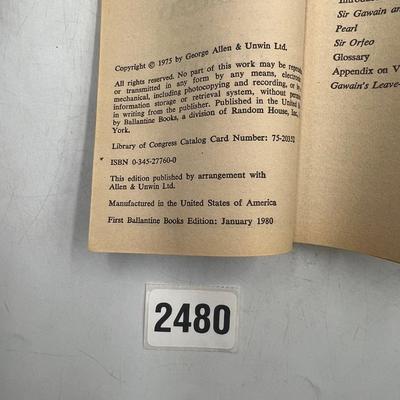 Copyright © 1975 by George Allen & Unwin Ltd.
All rights reserved. No part of this work may be
or transmitted in any form by any means,
mechanical, including photocopying and recording, or
information storage or retrieval system, without
in writing from the publisher. Published in the United
by Ballantine Books, a division of Random House, Inc.,
York.
Library of Congress Catalog Card Number: 75-20352
ISBN 0-345-27760-0
This edition published by arrangement with
Allen & Unwin Ltd.
Manufactured in the United States of America
First Ballantine Books Edition: January 1980
Sir Gawain
Pearl
Sir Orfeo
Glossary
Appendix on V
Gawain's Leave-
2480